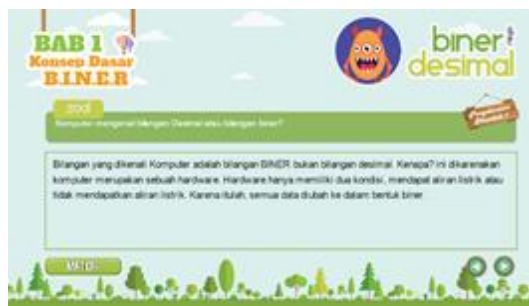 BAB 1
Konsep Dasar
B.I.N.E.R
biner
desimal
soal
Komputer mengenal bilangan Desimal atau bilangan biner?
Bilangan yang dikenali Komputer adalah bilangan BINER bukan bilangan desimal. Kenapa? ini dikarenakan
komputer merupakan sebuah hardware. Hardware hanya memiliki dua kondisi, mendapat aliran listrik atau
tidak mendapatkan aliran listrik. Karena itulah, semua data diubah ke dalam bentuk biner